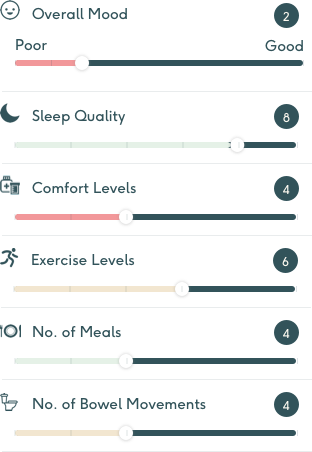 Overall Mood 2
Poor Good
Sleep Quality 8
Comfort Levels 4
Exercise Levels 6
No. of Meals 4
No. of Bowel Movements 4